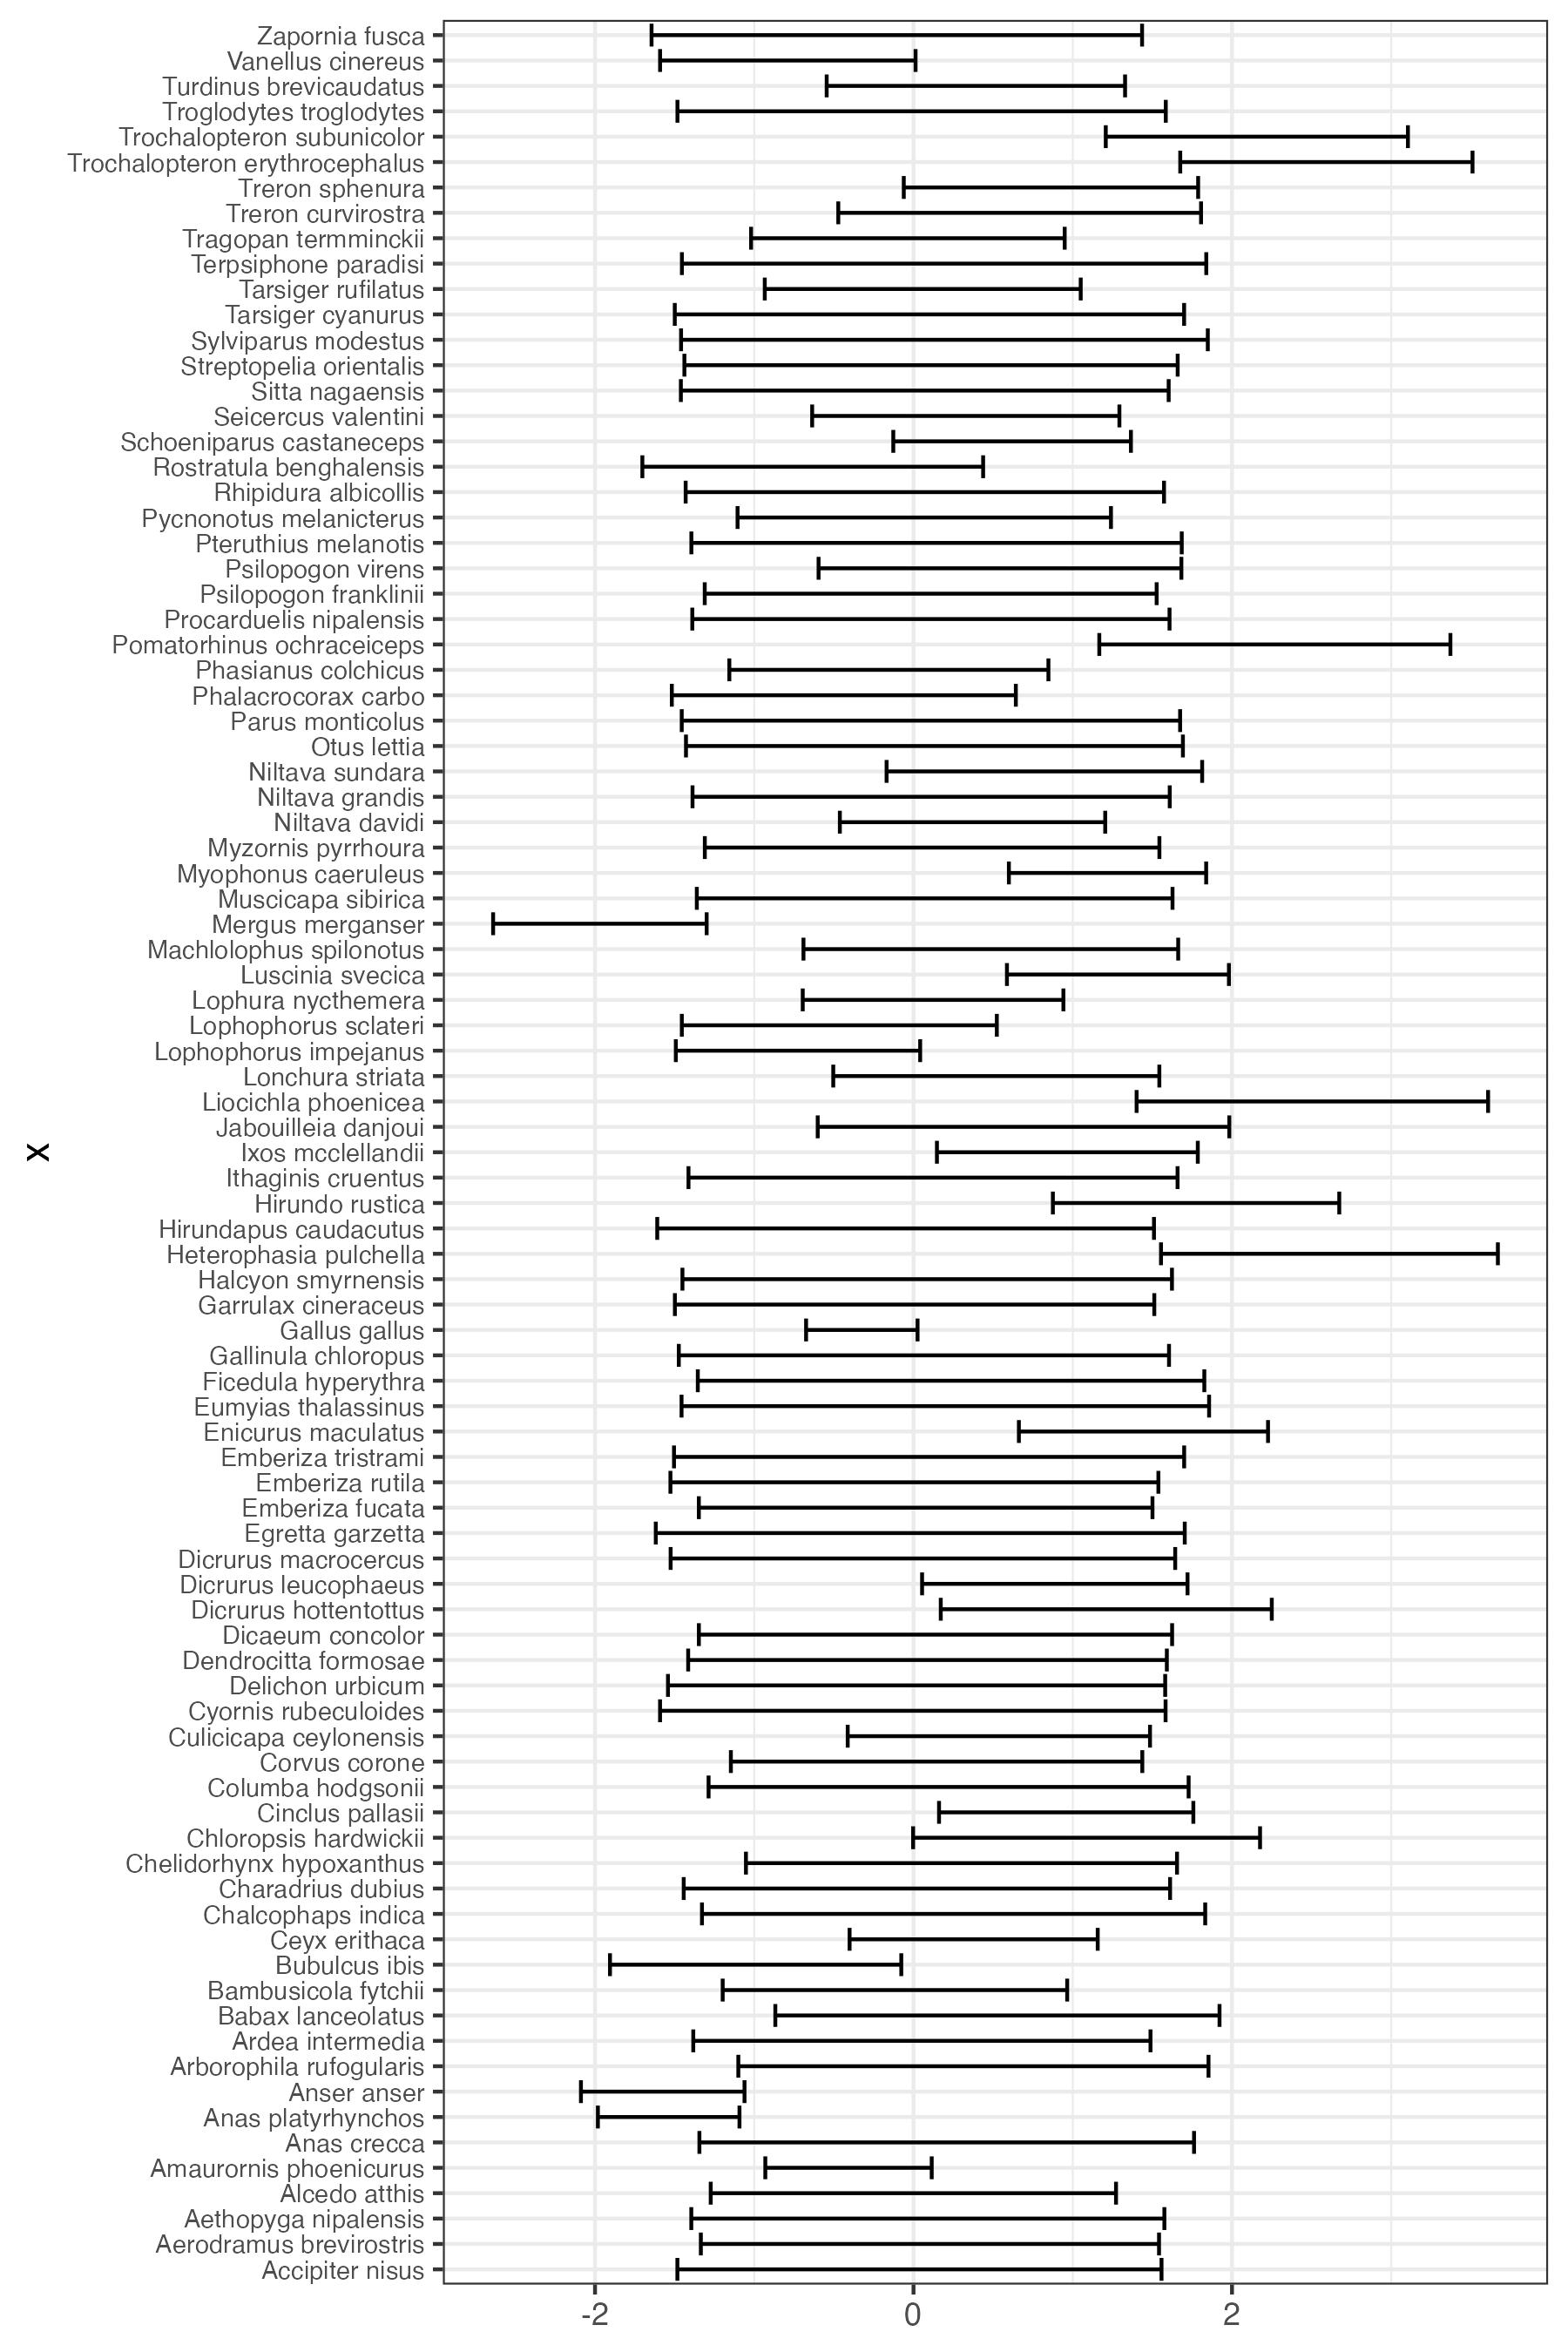 Zapornia fusca
Vanellus cinereus
Turdinus brevicaudatus
Troglodytes troglodytes
Trochalopteron subunicolor
Trochalopteron erythrocephalus
Treron sphenura
Treron curvirostra
Tragopan termminckii
Terpsiphone paradisi
Tarsiger rufilatus
Tarsiger cyanurus
Sylviparus modestus
Streptopelia orientalis
Sitta nagaensis
Seicercus valentini
Schoeniparus castaneceps
Rostratula benghalensis
Rhipidura albicollis
Pycnonotus melanicterus
Pteruthius melanotis
Psilopogon virens
Psilopogon franklinii
Procarduelis nipalensis
Pomatorhinus ochraceiceps
Phasianus colchicus
Phalacrocorax carbo
Parus monticolus
Otus lettia
Niltava sundara
Niltava grandis
Niltava davidi
Myzornis pyrrhoura
Myophonus caeruleus
Muscicapa sibirica
Mergus merganser
Machlolophus spilonotus
Luscinia svecica
Lophura nycthemera
Lophophorus sclateri
Lophophorus impejanus
Lonchura striata
Liocichla phoenicea
Jabouilleia danjoui
Ixos mcclellandii
Ithaginis cruentus
Hirundo rustica
Hirundapus caudacutus
Heterophasia pulchella
Halcyon smyrnensis
Garrulax cineraceus
Gallus gallus
Gallinula chloropus
Ficedula hyperythra
Eumyias thalassinus
Enicurus maculatus
Emberiza tristrami
Emberiza rutila
Emberiza fucata
Egretta garzetta
Dicrurus macrocercus
Dicrurus leucophaeus
Dicrurus hottentottus
Dicaeum concolor
Dendrocitta formosae
Delichon urbicum
Cyornis rubeculoides
Culicicapa ceylonensis
Corvus corone
Columba hodgsonii
Cinclus pallasii
Chloropsis hardwickii
Chelidorhynx hypoxanthus
Charadrius dubius
Chalcophaps indica
Ceyx erithaca
Bubulcus ibis
Bambusicola fytchii
Babax lanceolatus
Ardea intermedia
Arborophila rufogularis
Anser anser
Anas platyrhynchos
Anas crecca
Amaurornis phoenicurus
Alcedo atthis
Aethopyga nipalensis
Aerodramus brevirostris
Accipiter nisus
x
-2 0 2